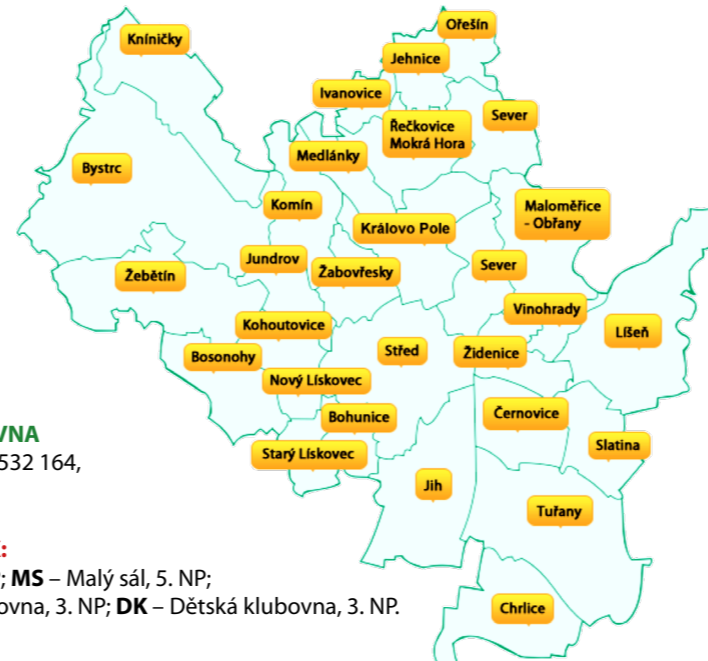 Ořešín
Kníničky
Jehnice
Ivanovice
Sever
Řečkovice
Mokrá Hora
Medlánky
Bystrc
Komín
Maloměřice
- Obřany
Královo Pole
Jundrov
Žabovřesky
Sever
Žebětín
Vinohrady
Kohoutovice
Líšeň
Bosonohy
Střed
Židenice
Nový Lískovec
Bohunice
Černovice
Starý Lískovec
Slatina
Jih
Tuřany
Chrlice
VNA
532 164,
:
; MS – Malý sál, 5. NP;
ovna, 3. NP; DK – Dětská klubovna, 3. NP.